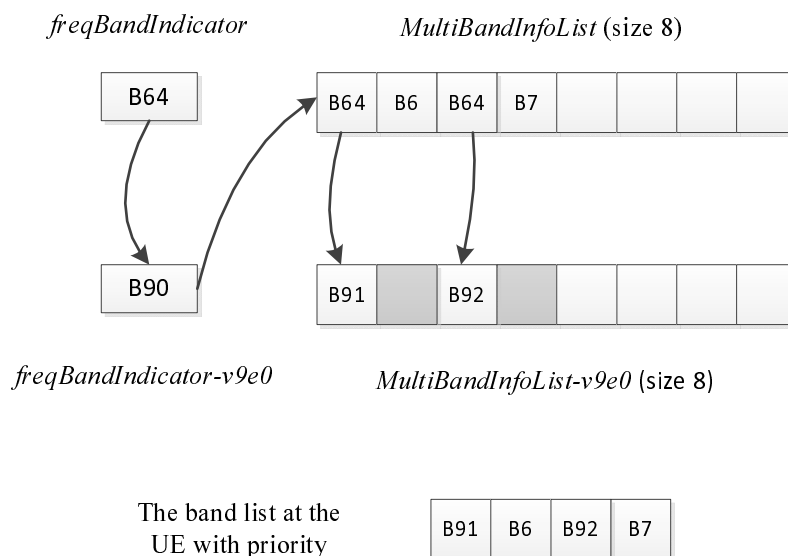 freqBandIndicator
MultiBandInfoList (size 8)
B64
B64 B6 B64 B7
B90
B91 B92
freqBandIndicator-v9e0
MultiBandInfoList-v9e0 (size 8)
The band list at the
UE with priority
B91 B6 B92 B7